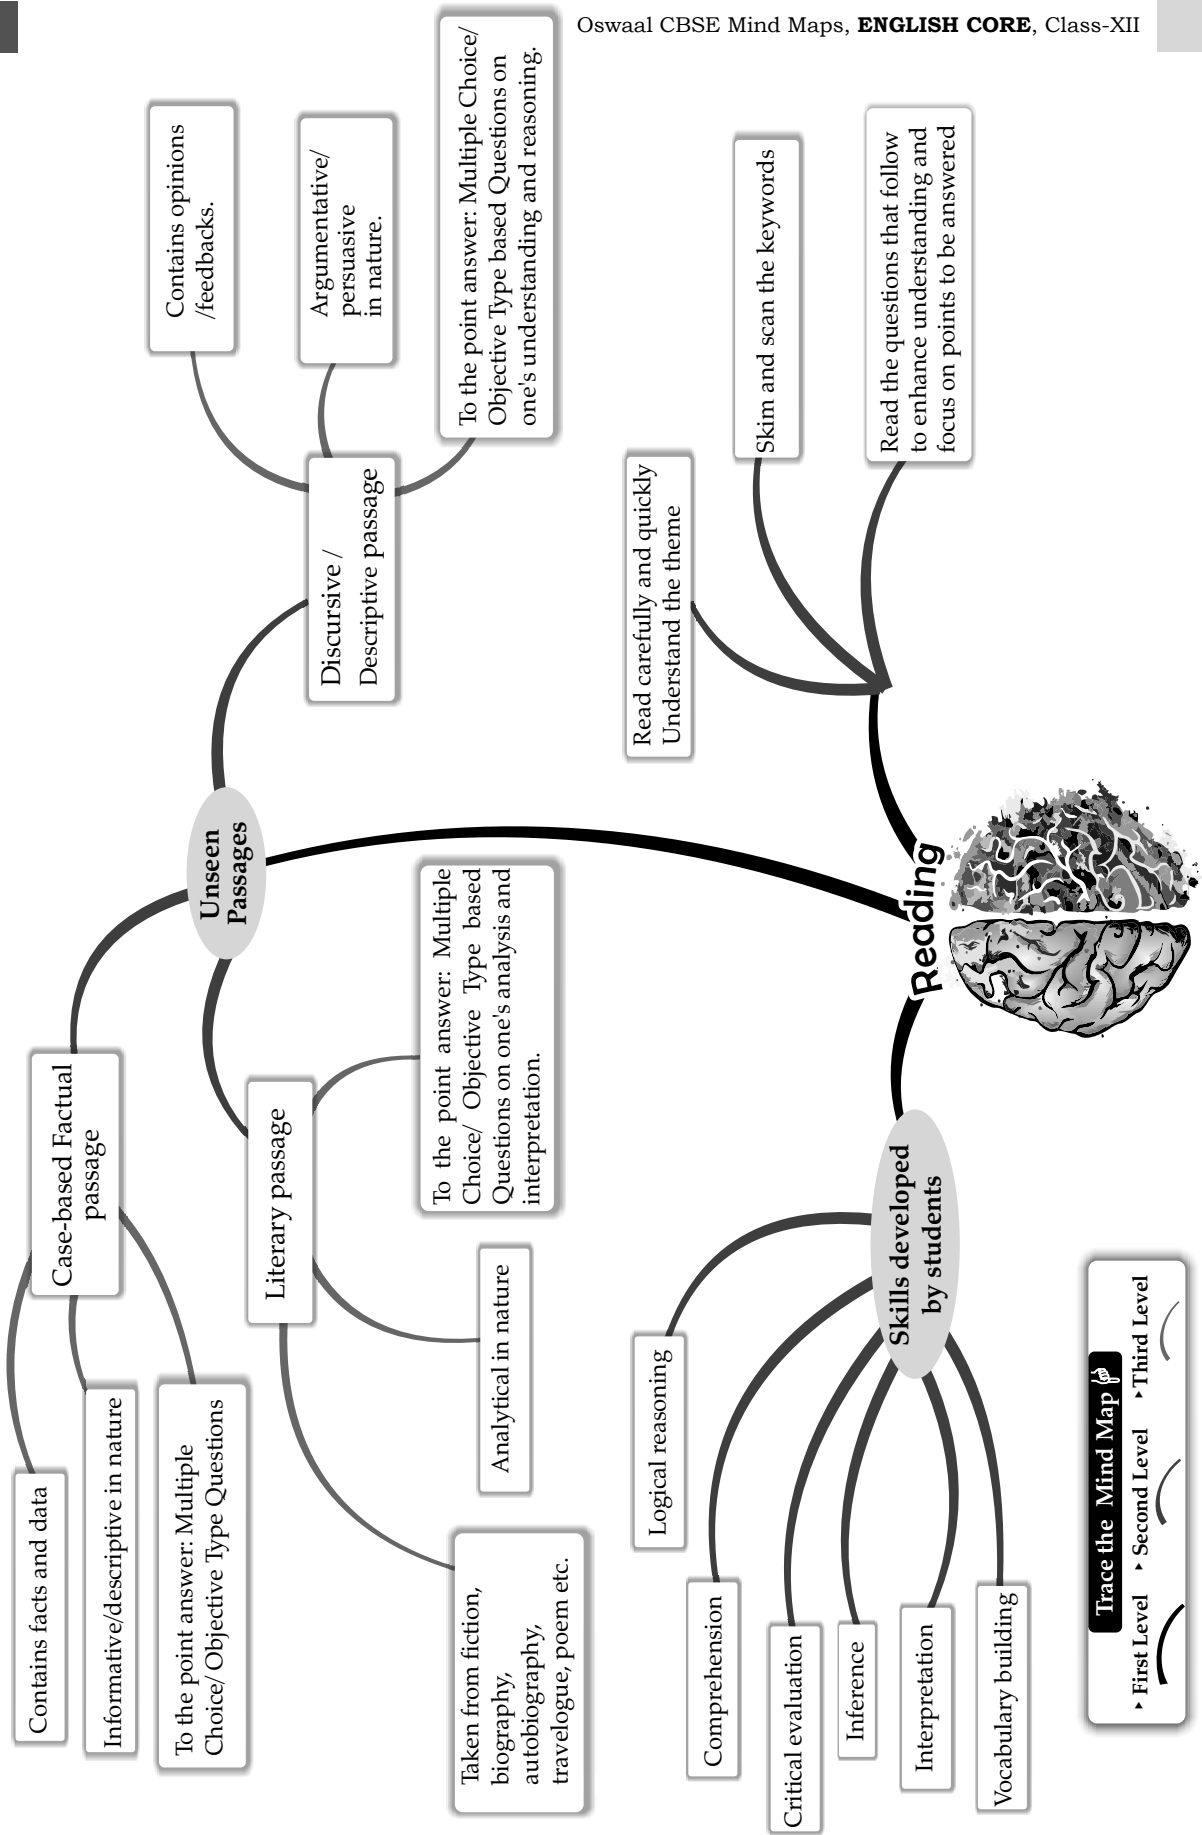 Oswaal CBSE Mind Maps, ENGLISH CORE, Class-XII
Contains facts and data
Informative/descriptive in nature
To the point answer: Multiple
Choice/ Objective Type Questions
Case-based Factual
passage
Unseen
Passages
Literary passage
Taken from fiction,
biography,
autobiography,
travelogue, poem etc.
Analytical in nature
To the point answer: Multiple
Choice/ Objective Type based
Questions on one's analysis and
interpretation.
Discursive /
Descriptive passage
Contains opinions
/feedbacks.
Argumentative/
persuasive
in nature.
To the point answer: Multiple Choice/
Objective Type based Questions on
one's understanding and reasoning.
Reading
Read carefully and quickly
Understand the theme
Skim and scan the keywords
Read the questions that follow
to enhance understanding and
focus on points to be answered
Skills developed
by students
Logical reasoning
Comprehension
Critical evaluation
Inference
Interpretation
Vocabulary building
Trace the Mind Map
First Level
Second Level
Third Level